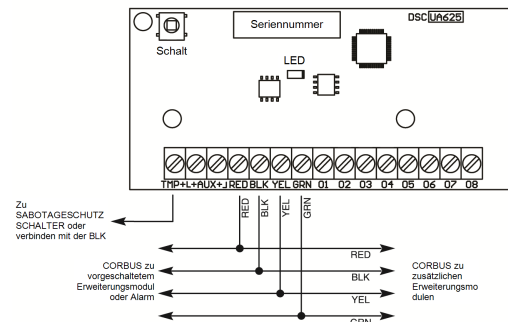 DSC UA625
Seriennummer
Schalt
LED
TMP+L+AUX+⅃ RED BLK YEL GRN 01 02 03 04 05 06 07 08
Zu
SABOTAGESCHUTZ
SCHALTER oder
verbinden mit der BLK
RED
BLK
YEL
GRN
CORBUS zu
vorgeschaltetem
Erweiterungsmodul
oder Alarm
RED
BLK
YEL
GRN
CORBUS zu
zusätzlichen
Erweiterungsmo
dulen